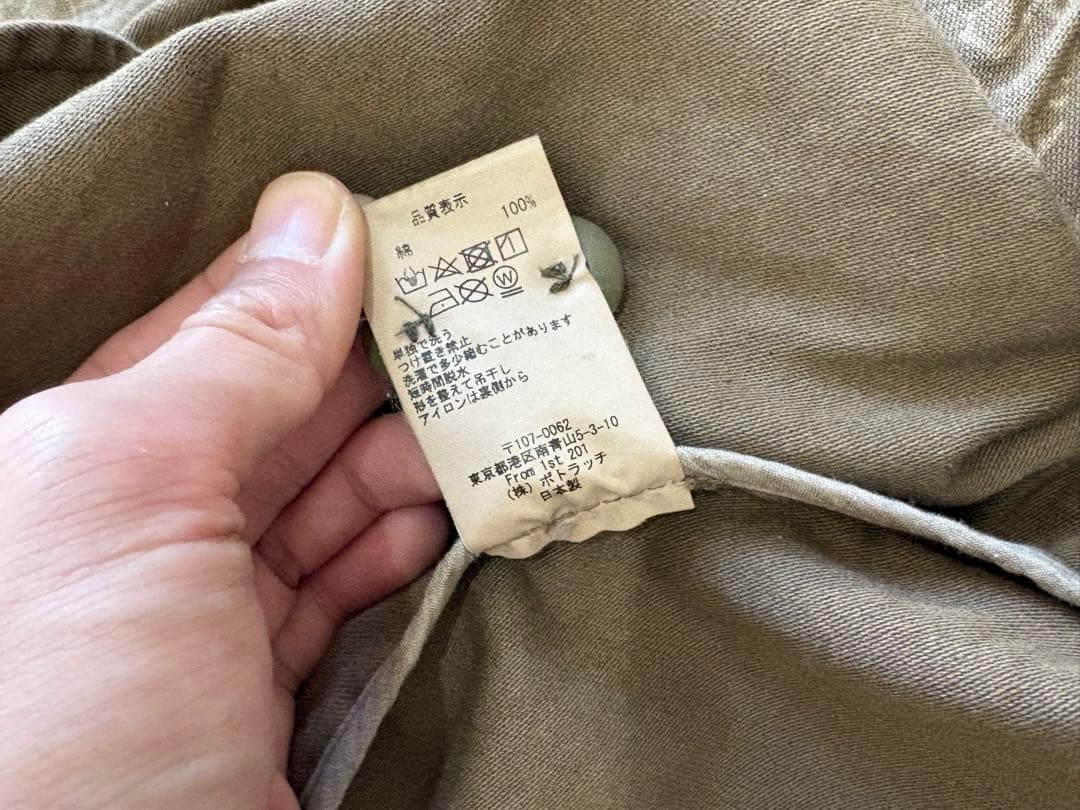 品質表示
綿 100%
W
単独で洗う
つけ置き禁止
洗濯で多少縮むことがあります
短時間脱水
形を整えて吊干し
アイロンは裏側から
〒107-0062
東京都港区南青山5-3-10
From 1st 201
(株) ポトラッチ
日本製